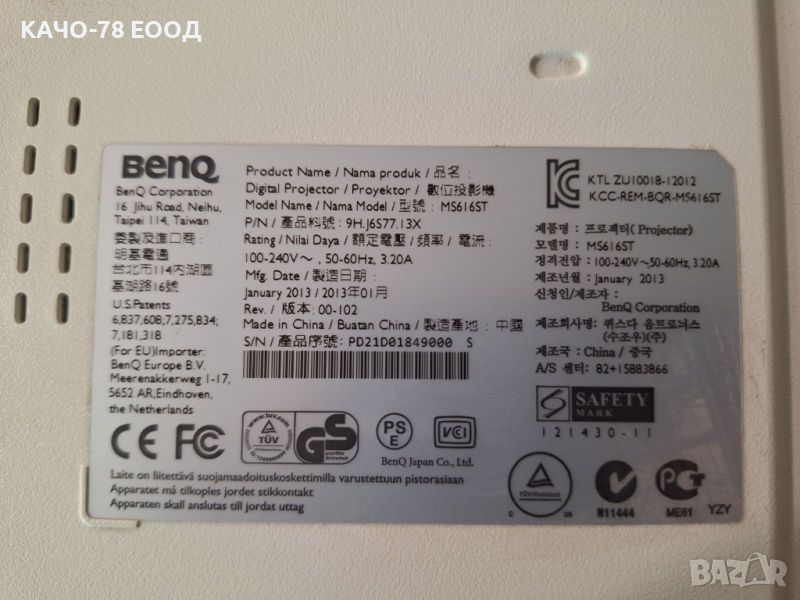 КАЧО-78 ЕООД
BenQ
BenQ Corporation
16 Jihu Road, Neihu,
Taipei 114, Taiwan
委製及進口商:
明基電通
台北市114內湖區
基湖路16號
U.S.Patents
6,837,608;7,275,834;
7,181,318
(For EU)Importer:
BenQ Europe B.V.
Meerenakkerweg 1-17,
5652 AR,Eindhoven,
the Netherlands
Product Name / Nama produk / 品名:
Digital Projector / Proyektor / 數位投影機
Model Name / Nama Model / 型號: MS616ST
P/N / 產品料號: 9H.J6S77.13X
Rating / Nilai Daya / 額定電壓 / 頻率 / 電流:
100-240V~, 50-60Hz, 3.20A
Mfg. Date / 製造日期:
January 2013 / 2013年01月
Rev. / 版本: 00-102
Made in China / Buatan China / 製造產地: 中國
S/N / 產品序號: PD21D01849000 S
KTL ZU10018-12012
KCC-REM-BQR-MS616ST
제품명: 프로젝터( Projector)
모델명: MS616ST
정격전압: 100-240V~50-60Hz, 3.20A
제조년월: January 2013
신청인/제조자:
BenQ Corporation
제조회사명: 퀴스다 옵트로닉스
(수조우)(주)
제조국: China / 중국
A/S 센터: 82+15883866
SAFETY
MARK
121430-11
CE FC
www.tuv.com
TÜV
GS
geprüfte
Sicherheit
PS
E
VCI
BenQ Japan Co., Ltd.
Laite on liitettävä suojamaadoituskoskettimilla varustettuun pistorasiaan
Apparatet må tilkoples jordet stikkontakt
Apparaten skall anslutas till jordat uttag
TÜV Rheinland
C US
N11444
ME61
YZY
BAZAR